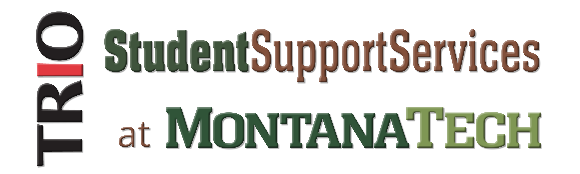 TRIO
StudentSupportServices
at MONTANATECH